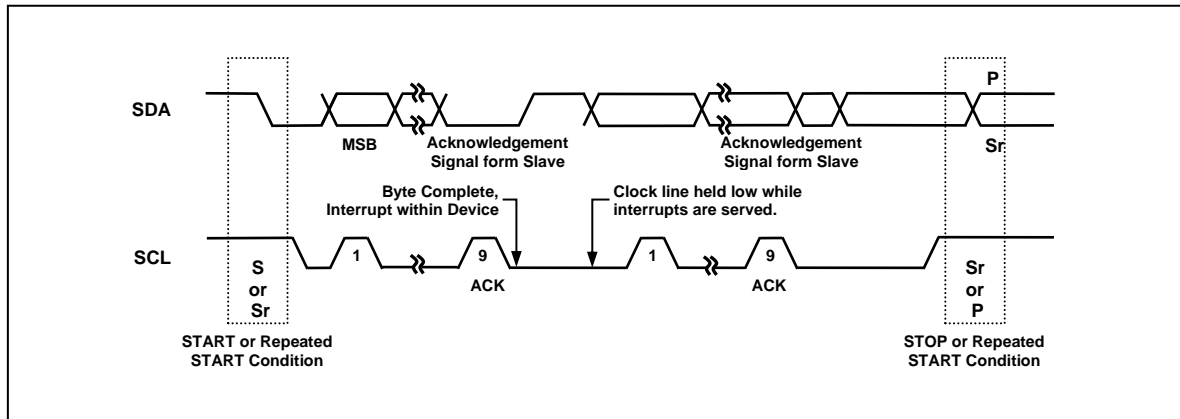 P
SDA
Sr
MSB
Acknowledgement
Signal form Slave
Acknowledgement
Signal form Slave
Byte Complete,
Interrupt within Device
Clock line held low while
interrupts are served.
SCL
1
9
1
9
ACK
ACK
S
or
Sr
Sr
or
P
START or Repeated
START Condition
STOP or Repeated
START Condition